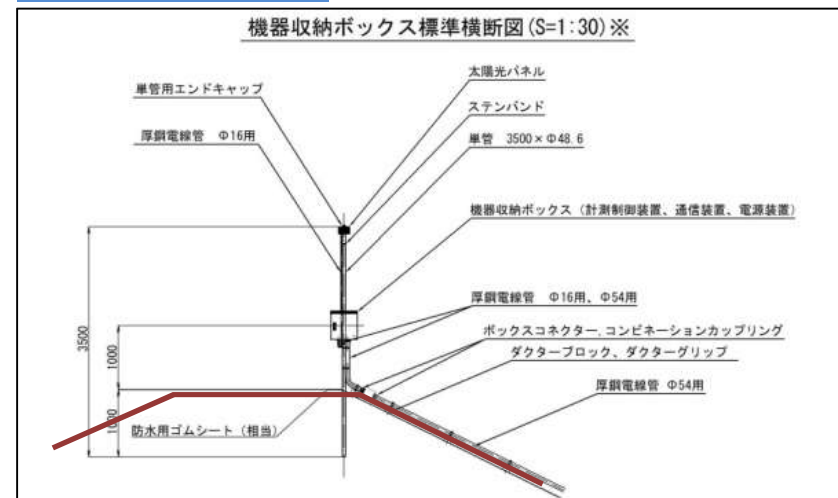 機器収納ボックス標準横断図(S=1:30)※
太陽光パネル
単管用エンドキャップ
ステンバンド
厚鋼電線管 Φ16用
単管 3500×Φ48.6
機器収納ボックス（計測制御装置、通信装置、電源装置）
厚鋼電線管 Φ16用、Φ54用
3500
1000
ボックスコネクター,コンビネーションカップリング
ダクターブロック、ダクターグリップ
厚鋼電線管 Φ54用
1000
防水用ゴムシート（相当）